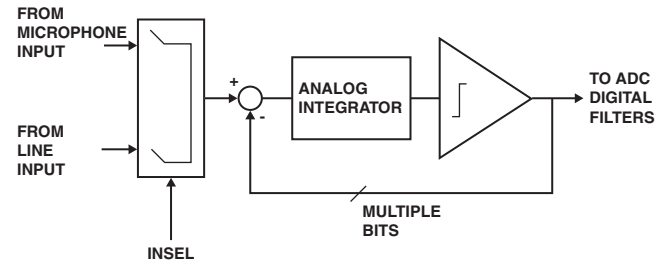 FROM
MICROPHONE
INPUT
FROM
LINE
INPUT
INSEL
+
-
ANALOG
INTEGRATOR
TO ADC
DIGITAL
FILTERS
MULTIPLE
BITS